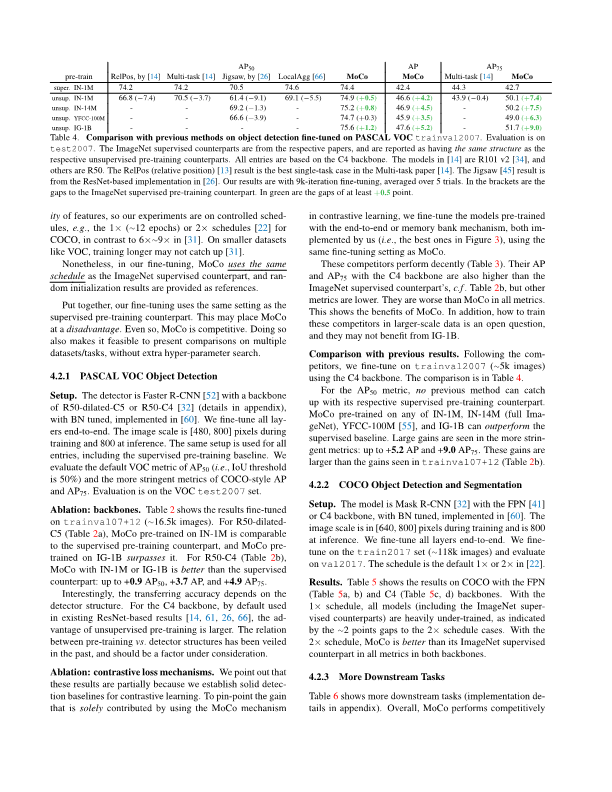 AP50 AP AP75
pre-train RelPos, by [14] Multi-task [14] Jigsaw, by [26] LocalAgg [66] MoCo MoCo Multi-task [14] MoCo
super. IN-1M 74.2 74.2 70.5 74.6 74.4 42.4 44.3 42.7
unsup. IN-1M 66.8 (−7.4) 70.5 (−3.7) 61.4 (−9.1) 69.1 (−5.5) 74.9 (+0.5) 46.6 (+4.2) 43.9 (−0.4) 50.1 (+7.4)
unsup. IN-14M - - 69.2 (−1.3) - 75.2 (+0.8) 46.9 (+4.5) - 50.2 (+7.5)
unsup. YFCC-100M - - 66.6 (−3.9) - 74.7 (+0.3) 45.9 (+3.5) - 49.0 (+6.3)
unsup. IG-1B - - - - 75.6 (+1.2) 47.6 (+5.2) - 51.7 (+9.0)
Table 4. Comparison with previous methods on object detection fine-tuned on PASCAL VOC trainval2007. Evaluation is on
test2007. The ImageNet supervised counterparts are from the respective papers, and are reported as having the same structure as the
respective unsupervised pre-training counterparts. All entries are based on the C4 backbone. The models in [14] are R101 v2 [34], and
others are R50. The RelPos (relative position) [13] result is the best single-task case in the Multi-task paper [14]. The Jigsaw [45] result is
from the ResNet-based implementation in [26]. Our results are with 9k-iteration fine-tuning, averaged over 5 trials. In the brackets are the
gaps to the ImageNet supervised pre-training counterpart. In green are the gaps of at least +0.5 point.
ity of features, so our experiments are on controlled sched-
ules, e.g., the 1× (~12 epochs) or 2× schedules [22] for
COCO, in contrast to 6×~9× in [31]. On smaller datasets
like VOC, training longer may not catch up [31].
Nonetheless, in our fine-tuning, MoCo uses the same
schedule as the ImageNet supervised counterpart, and ran-
dom initialization results are provided as references.
Put together, our fine-tuning uses the same setting as the
supervised pre-training counterpart. This may place MoCo
at a disadvantage. Even so, MoCo is competitive. Doing so
also makes it feasible to present comparisons on multiple
datasets/tasks, without extra hyper-parameter search.
4.2.1 PASCAL VOC Object Detection
Setup. The detector is Faster R-CNN [52] with a backbone
of R50-dilated-C5 or R50-C4 [32] (details in appendix),
with BN tuned, implemented in [60]. We fine-tune all lay-
ers end-to-end. The image scale is [480, 800] pixels during
training and 800 at inference. The same setup is used for all
entries, including the supervised pre-training baseline. We
evaluate the default VOC metric of AP50 (i.e., IoU threshold
is 50%) and the more stringent metrics of COCO-style AP
and AP75. Evaluation is on the VOC test2007 set.
Ablation: backbones. Table 2 shows the results fine-tuned
on trainval07+12 (~16.5k images). For R50-dilated-
C5 (Table 2a), MoCo pre-trained on IN-1M is comparable
to the supervised pre-training counterpart, and MoCo pre-
trained on IG-1B surpasses it. For R50-C4 (Table 2b),
MoCo with IN-1M or IG-1B is better than the supervised
counterpart: up to +0.9 AP50, +3.7 AP, and +4.9 AP75.
Interestingly, the transferring accuracy depends on the
detector structure. For the C4 backbone, by default used
in existing ResNet-based results [14, 61, 26, 66], the ad-
vantage of unsupervised pre-training is larger. The relation
between pre-training vs. detector structures has been veiled
in the past, and should be a factor under consideration.
Ablation: contrastive loss mechanisms. We point out that
these results are partially because we establish solid detec-
tion baselines for contrastive learning. To pin-point the gain
that is solely contributed by using the MoCo mechanism
in contrastive learning, we fine-tune the models pre-trained
with the end-to-end or memory bank mechanism, both im-
plemented by us (i.e., the best ones in Figure 3), using the
same fine-tuning setting as MoCo.
These competitors perform decently (Table 3). Their AP
and AP75 with the C4 backbone are also higher than the
ImageNet supervised counterpart's, c.f. Table 2b, but other
metrics are lower. They are worse than MoCo in all metrics.
This shows the benefits of MoCo. In addition, how to train
these competitors in larger-scale data is an open question,
and they may not benefit from IG-1B.
Comparison with previous results. Following the com-
petitors, we fine-tune on trainval2007 (~5k images)
using the C4 backbone. The comparison is in Table 4.
For the AP50 metric, no previous method can catch
up with its respective supervised pre-training counterpart.
MoCo pre-trained on any of IN-1M, IN-14M (full Ima-
geNet), YFCC-100M [55], and IG-1B can outperform the
supervised baseline. Large gains are seen in the more strin-
gent metrics: up to +5.2 AP and +9.0 AP75. These gains are
larger than the gains seen in trainval07+12 (Table 2b).
4.2.2 COCO Object Detection and Segmentation
Setup. The model is Mask R-CNN [32] with the FPN [41]
or C4 backbone, with BN tuned, implemented in [60]. The
image scale is in [640, 800] pixels during training and is 800
at inference. We fine-tune all layers end-to-end. We fine-
tune on the train2017 set (~118k images) and evaluate
on val2017. The schedule is the default 1× or 2× in [22].
Results. Table 5 shows the results on COCO with the FPN
(Table 5a, b) and C4 (Table 5c, d) backbones. With the
1× schedule, all models (including the ImageNet super-
vised counterparts) are heavily under-trained, as indicated
by the ~2 points gaps to the 2× schedule cases. With the
2× schedule, MoCo is better than its ImageNet supervised
counterpart in all metrics in both backbones.
4.2.3 More Downstream Tasks
Table 6 shows more downstream tasks (implementation de-
tails in appendix). Overall, MoCo performs competitively